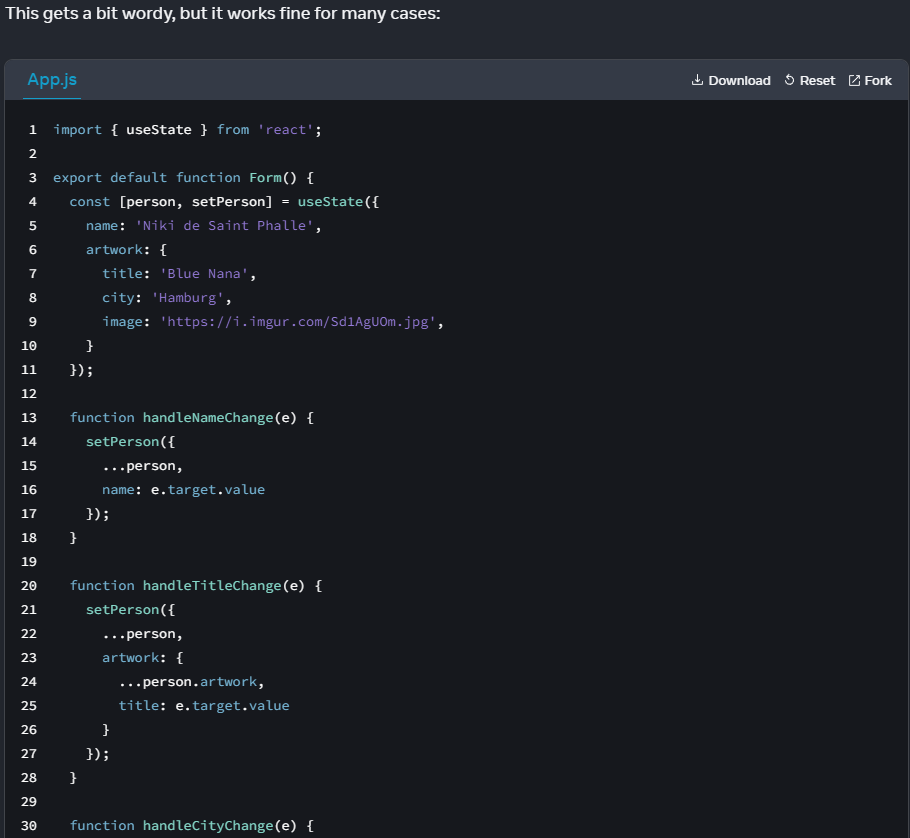 This gets a bit wordy, but it works fine for many cases:
App.js
Download Reset Fork
1 import { useState } from 'react';
2
3 export default function Form() {
4   const [person, setPerson] = useState({
5     name: 'Niki de Saint Phalle',
6     artwork: {
7       title: 'Blue Nana',
8       city: 'Hamburg',
9       image: 'https://i.imgur.com/Sd1AgUOm.jpg',
10     }
11   });
12
13   function handleNameChange(e) {
14     setPerson({
15       ...person,
16       name: e.target.value
17     });
18   }
19
20   function handleTitleChange(e) {
21     setPerson({
22       ...person,
23       artwork: {
24         ...person.artwork,
25         title: e.target.value
26       }
27     });
28   }
29
30   function handleCityChange(e) {